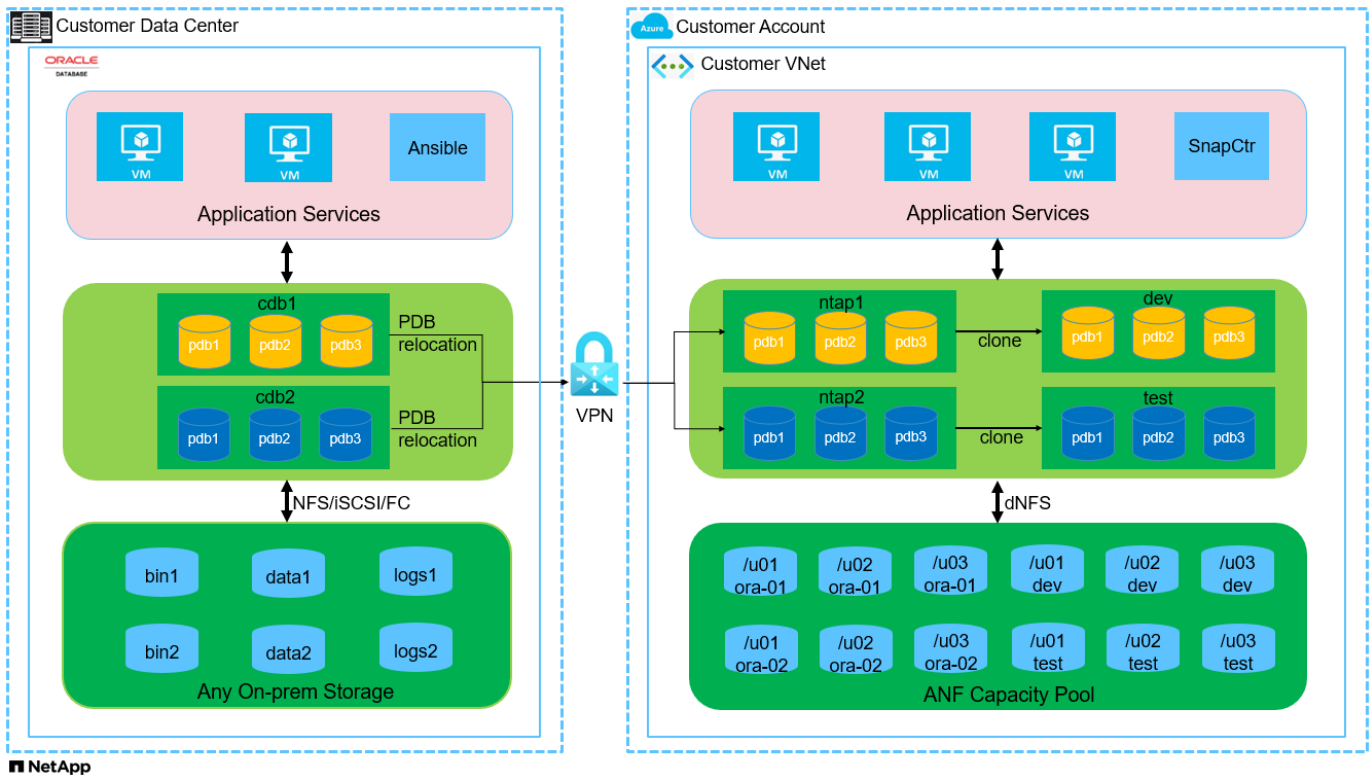 Customer Data Center
ORACLE
DATABASE
VM
VM
Ansible
Application Services
cdb1
pdb1
pdb2
pdb3
PDB
relocation
cdb2
pdb1
pdb2
pdb3
PDB
relocation
NFS/iSCSI/FC
bin1
data1
logs1
bin2
data2
logs2
Any On-prem Storage
VPN
Azure
Customer Account
Customer VNet
VM
VM
VM
SnapCtr
Application Services
ntap1
pdb1
pdb2
pdb3
clone
dev
pdb1
pdb2
pdb3
ntap2
pdb1
pdb2
pdb3
clone
test
pdb1
pdb2
pdb3
dNFS
/u01
ora-01
/u02
ora-01
/u03
ora-01
/u01
dev
/u02
dev
/u03
dev
/u01
ora-02
/u02
ora-02
/u03
ora-02
/u01
test
/u02
test
/u03
test
ANF Capacity Pool
NetApp